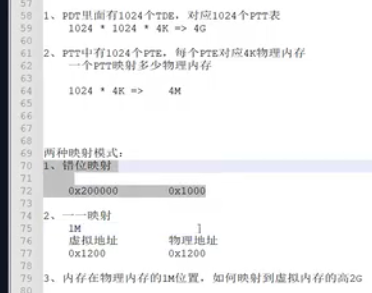 57
58 1、PDT里面有1024个TDE，对应1024个PTT表
59 1024 * 1024 * 4K => 4G
60
61 2、PTT中有1024个PTE，每个PTE对应4K物理内存
62 一个PTT映射多少物理内存
63
64 1024 * 4K => 4M
65
66
67
68
69 两种映射模式：
70 1、错位映射
71
72 0x200000 0x1000
73
74 2、一一映射
75 1M ]
76 虚拟地址 物理地址
77 0x1200 0x1200
78
79 3、内存在物理内存的1M位置，如何映射到虚拟内存的高2G
80